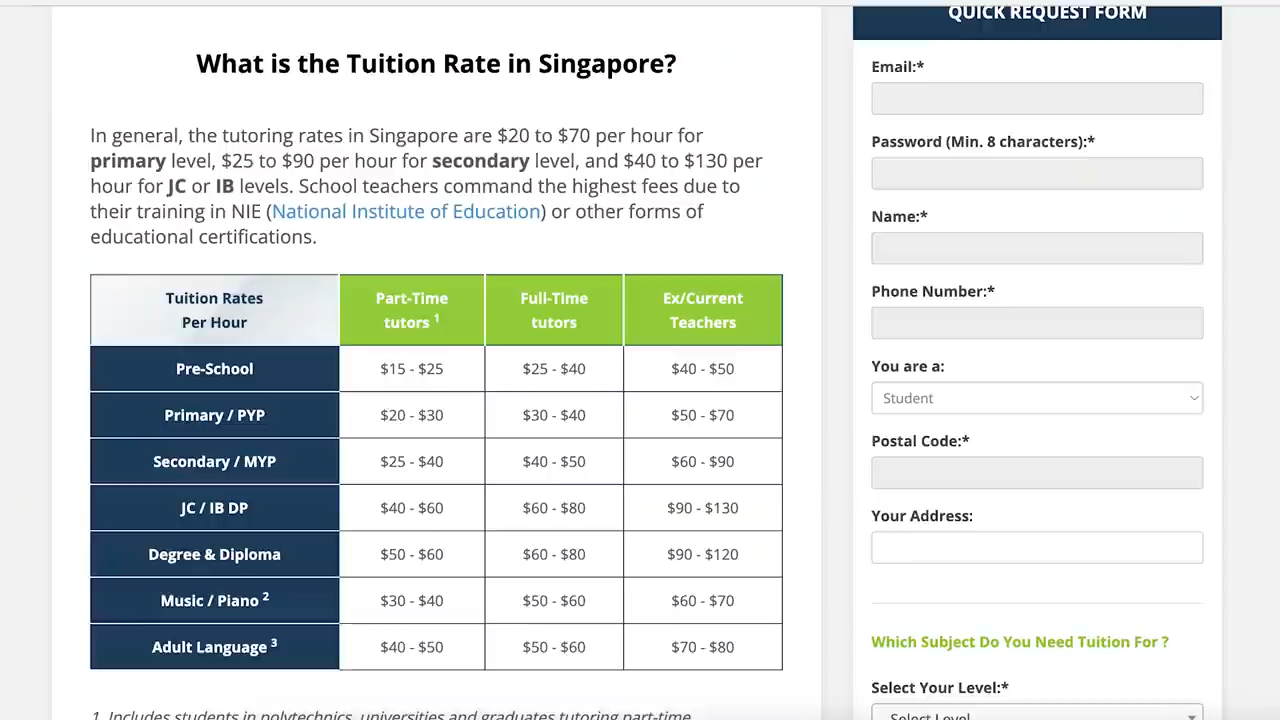 What is the Tuition Rate in Singapore?
In general, the tutoring rates in Singapore are $20 to $70 per hour for
primary level, $25 to $90 per hour for secondary level, and $40 to $130 per
hour for JC or IB levels. School teachers command the highest fees due to
their training in NIE (National Institute of Education) or other forms of
educational certifications.
Tuition Rates Per Hour Part-Time tutors 1 Full-Time tutors Ex/Current Teachers
Pre-School $15 - $25 $25 - $40 $40 - $50
Primary / PYP $20 - $30 $30 - $40 $50 - $70
Secondary / MYP $25 - $40 $40 - $50 $60 - $90
JC / IB DP $40 - $60 $60 - $80 $90 - $130
Degree & Diploma $50 - $60 $60 - $80 $90 - $120
Music / Piano 2 $30 - $40 $50 - $60 $60 - $70
Adult Language 3 $40 - $50 $50 - $60 $70 - $80
1. Includes students in polytechnics, universities and graduates tutoring part-time
QUICK REQUEST FORM
Email:*
Password (Min. 8 characters):*
Name:*
Phone Number:*
You are a:
Student
Postal Code:*
Your Address:
Which Subject Do You Need Tuition For ?
Select Your Level:*
Select Level